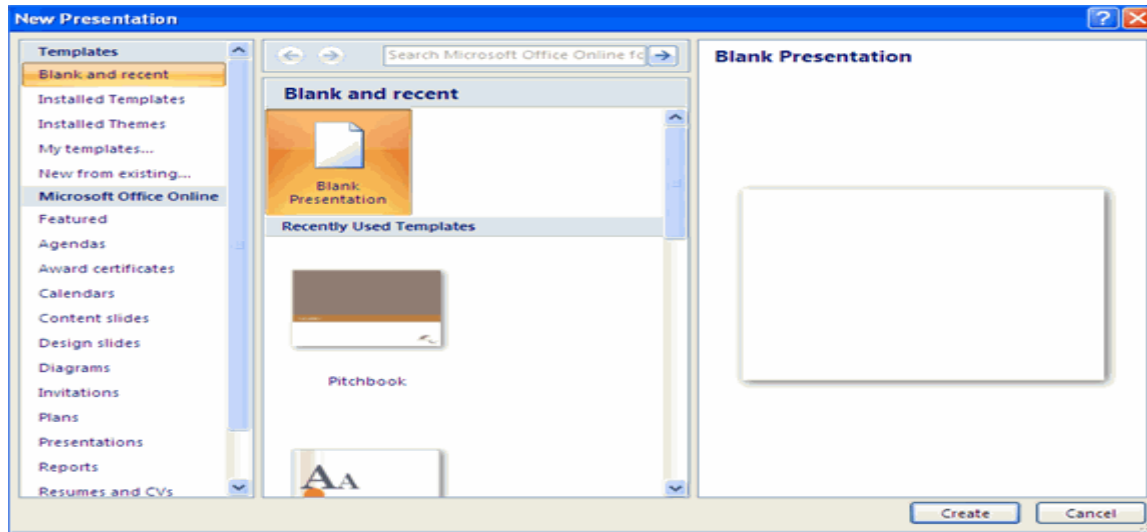 New Presentation
Templates
Blank and recent
Installed Templates
Installed Themes
My templates...
New from existing...
Microsoft Office Online
Featured
Agendas
Award certificates
Calendars
Content slides
Design slides
Diagrams
Invitations
Plans
Presentations
Reports
Resumes and CVs
Search Microsoft Office Online fo
Blank and recent
Blank
Presentation
Recently Used Templates
Pitchbook
AA
Blank Presentation
Create
Cancel